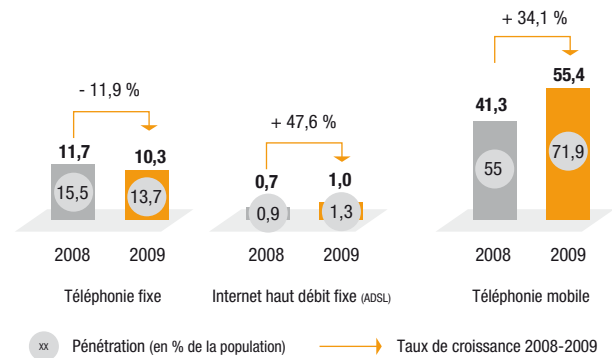 + 34,1 %
55,4
41,3
55
71,9
- 11,9 %
11,7
10,3
15,5
13,7
+ 47,6 %
0,7
1,0
0,9
1,3
2008 2009 2008 2009 2008 2009
Téléphonie fixe Internet haut débit fixe (ADSL) Téléphonie mobile
xx Pénétration (en % de la population) Taux de croissance 2008-2009